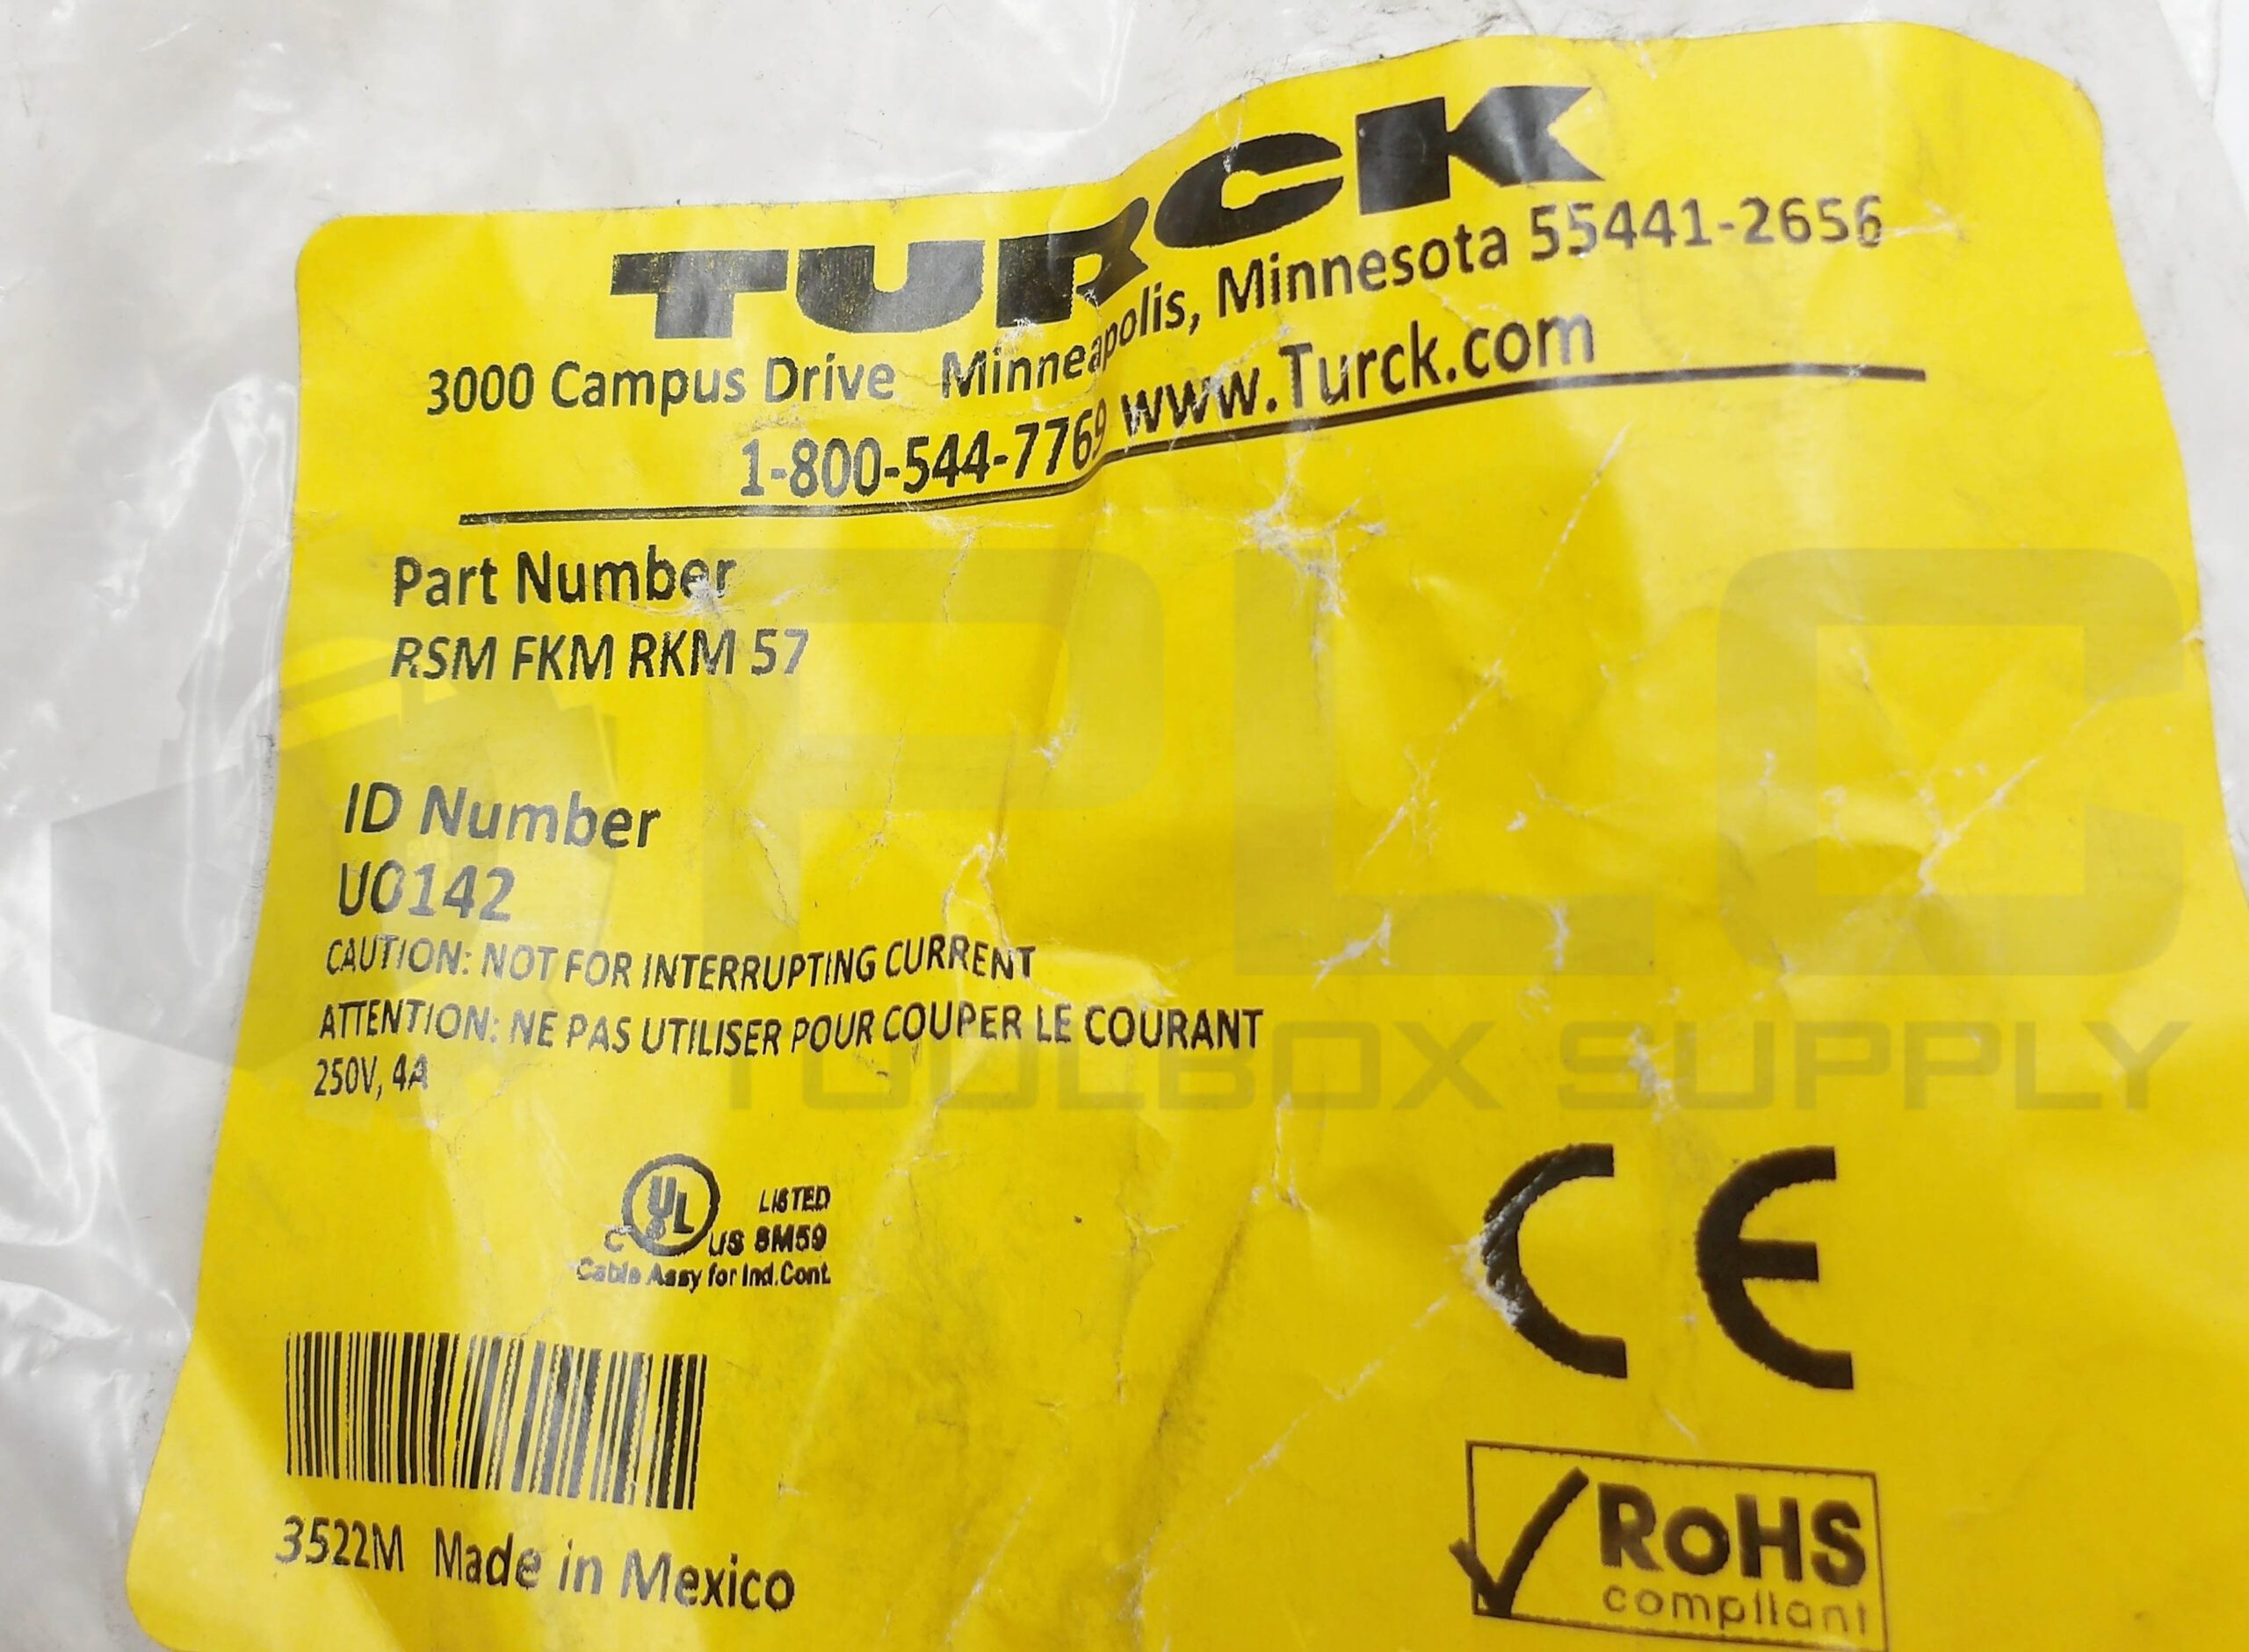 TURCK
3000 Campus Drive Minneapolis, Minnesota 55441-2656
1-800-544-7769 www.Turck.com
Part Number
RSM FKM RKM 57
ID Number
U0142
CAUTION: NOT FOR INTERRUPTING CURRENT
ATTENTION: NE PAS UTILISER POUR COUPER LE COURANT
250V, 4A
PLC
TOOLBOX SUPPLY
UL
LISTED
C US 8M59
Cable Assy for Ind.Cont.
CE
3522M Made in Mexico
RoHS
compliant